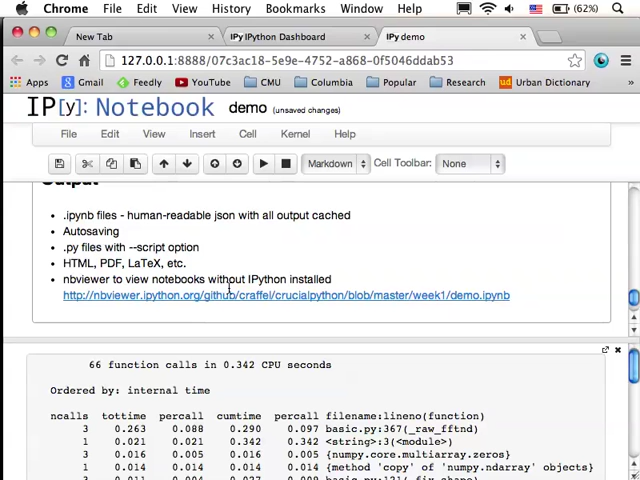 Chrome File Edit View History Bookmarks Window (62%)
New Tab IPy IPython Dashboard IPy demo
127.0.0.1:8888/07c3ac18-5e9e-4752-a868-0f5046ddab53
Apps Gmail Feedly YouTube CMU Columbia Popular Research Urban Dictionary
IP[y]: Notebook demo (unsaved changes)
File Edit View Insert Cell Kernel Help
Markdown Cell Toolbar: None
Output
.ipynb files - human-readable json with all output cached
Autosaving
.py files with --script option
HTML, PDF, LaTeX, etc.
nbviewer to view notebooks without IPython installed
http://nbviewer.ipython.org/github/craffel/crucialpython/blob/master/week1/demo.ipynb
66 function calls in 0.342 CPU seconds
Ordered by: internal time
ncalls tottime percall cumtime percall filename:lineno(function)
3 0.263 0.088 0.290 0.097 basic.py:367(_raw_fftnd)
1 0.021 0.021 0.342 0.342 <string>:3(<module>)
3 0.016 0.005 0.016 0.005 {numpy.core.multiarray.zeros}
1 0.014 0.014 0.014 0.014 {method 'copy' of 'numpy.ndarray' objects}